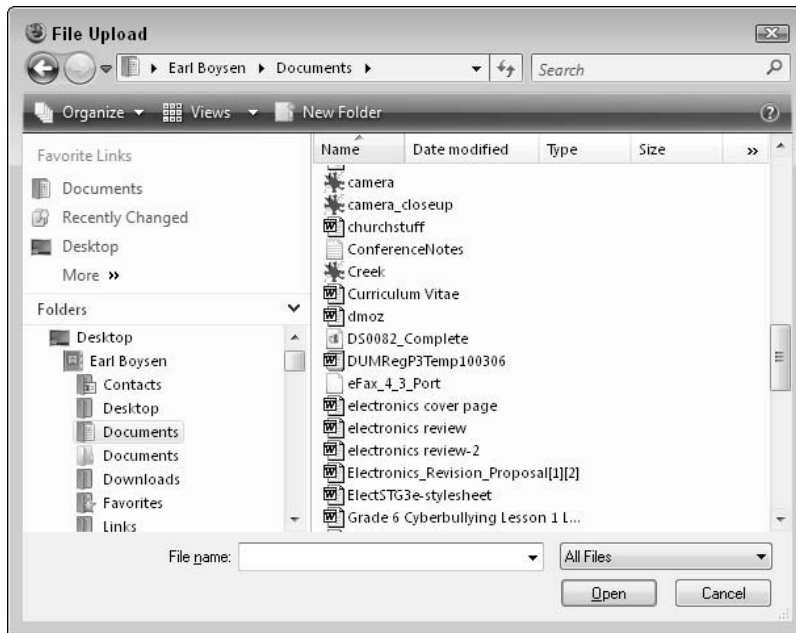 File Upload
Earl Boysen Documents
Search
Organize Views New Folder
?
Favorite Links
Documents
Recently Changed
Desktop
More »
Folders
Desktop
Earl Boysen
Contacts
Desktop
Documents
Documents
Downloads
Favorites
Links
Name Date modified Type Size »
camera
camera_closeup
churchstuff
ConferenceNotes
Creek
Curriculum Vitae
dmoz
DS0082_Complete
DUMRegP3Temp100306
eFax_4_3_Port
electronics cover page
electronics review
electronics review-2
Electronics_Revision_Proposal[1][2]
ElectSTG3e-stylesheet
Grade 6 Cyberbullying Lesson 1 L...
File name: All Files
Open Cancel